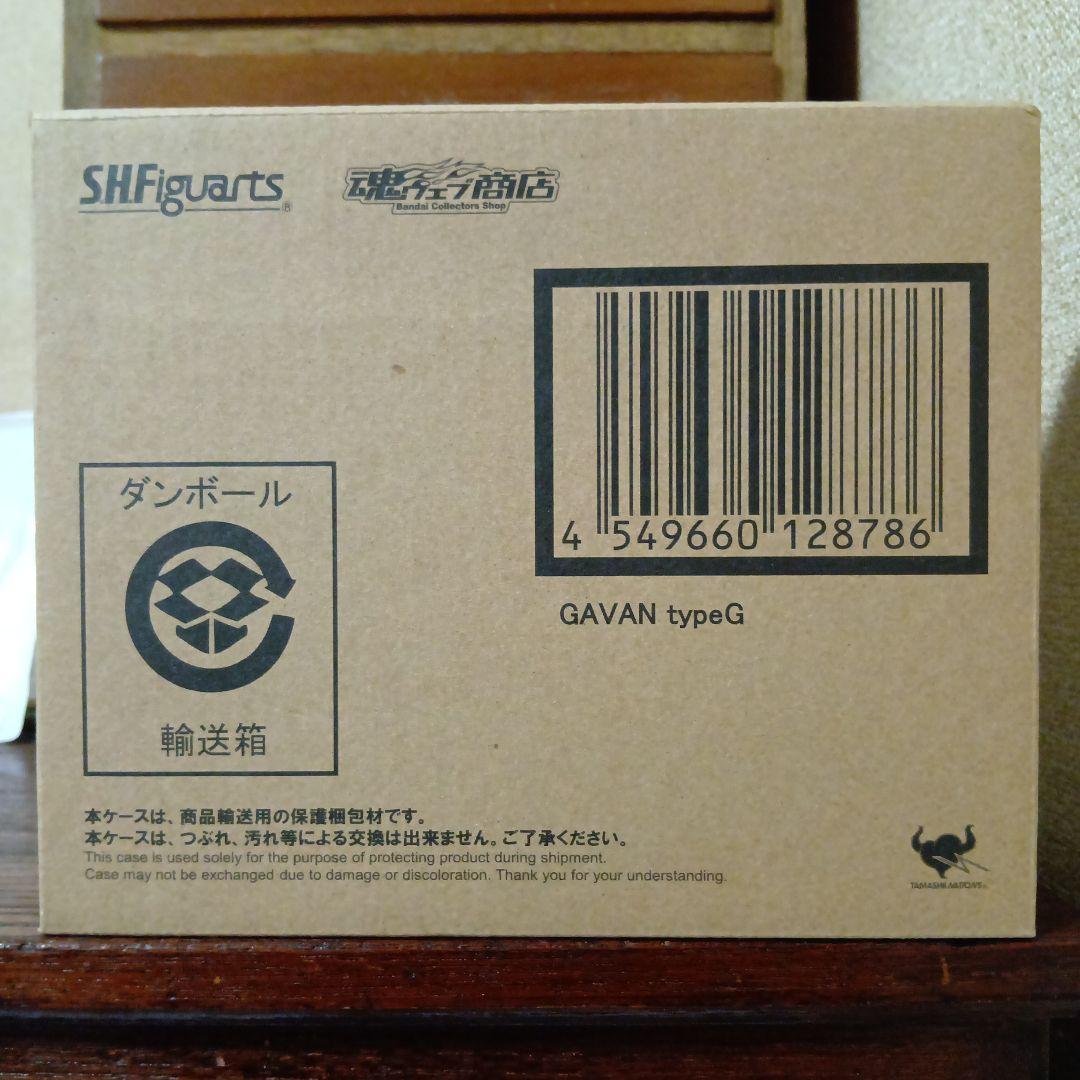 S.H.Figuarts®
魂ウェブ商店
Bandai Collectors Shop
4 549660 128786
GAVAN typeG
ダンボール
輸送箱
本ケースは、商品輸送用の保護梱包材です。
本ケースは、つぶれ、汚れ等による交換は出来ません。ご了承ください。
This case is used solely for the purpose of protecting product during shipment.
Case may not be exchanged due to damage or discoloration. Thank you for your understanding.
TAMASHII NATIONS